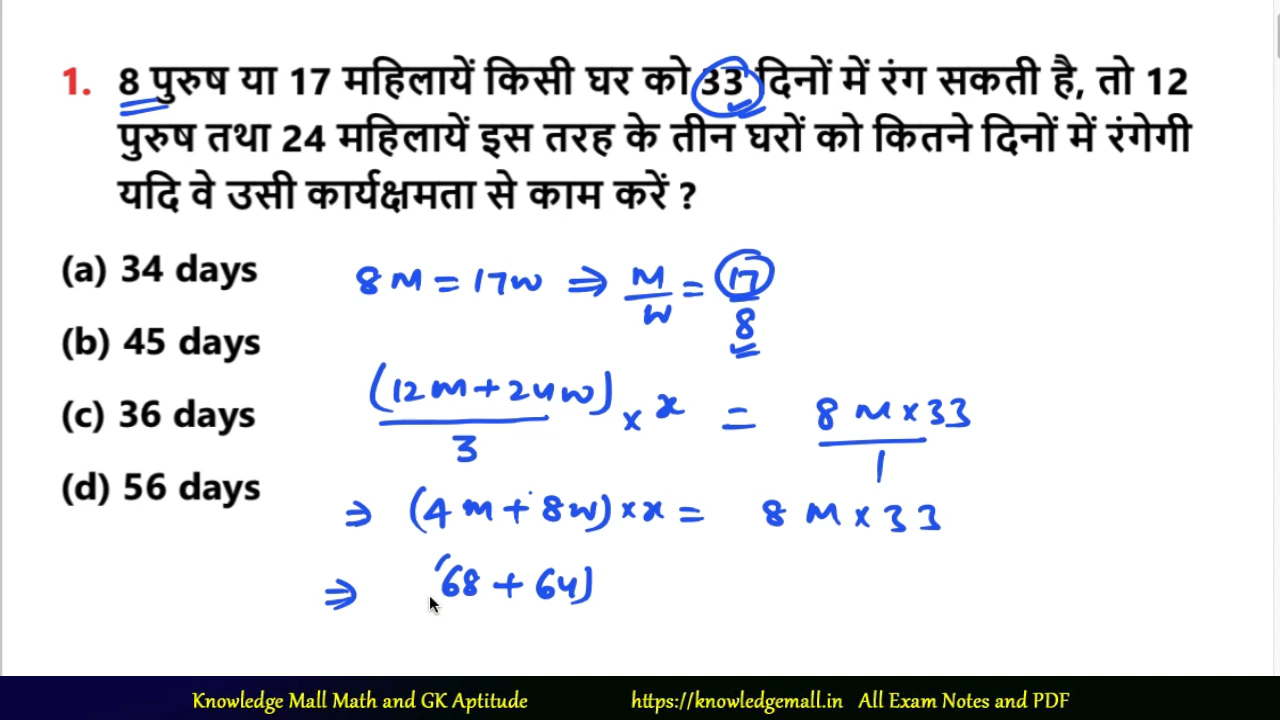 1. 8 पुरुष या 17 महिलायें किसी घर को 33 दिनों में रंग सकती है, तो 12
पुरुष तथा 24 महिलायें इस तरह के तीन घरों को कितने दिनों में रंगेगी
यदि वे उसी कार्यक्षमता से काम करें ?
(a) 34 days
8M = 17W ⇒ M/W = 17/8
(b) 45 days
(12M+24W)/3 × x = 8M×33/1
(c) 36 days
(d) 56 days
⇒ (4M+8W)×x = 8M×33
⇒ (68+64)
Knowledge Mall Math and GK Aptitude https://knowledgemall.in All Exam Notes and PDF